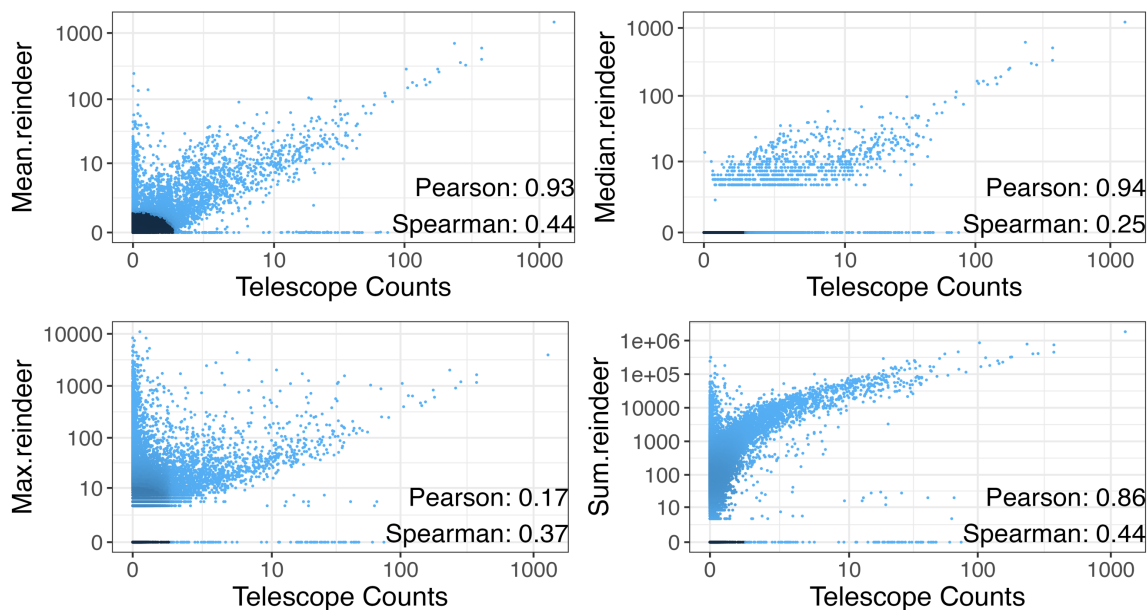 Mean.reindeer
1000
100
10
0
Pearson: 0.93
Spearman: 0.44
0 10 100 1000
Telescope Counts
Median.reindeer
1000
100
10
0
Pearson: 0.94
Spearman: 0.25
0 10 100 1000
Telescope Counts
Max.reindeer
10000
1000
100
10
0
Pearson: 0.17
Spearman: 0.37
0 10 100 1000
Telescope Counts
Sum.reindeer
1e+06
1e+05
10000
1000
100
10
0
Pearson: 0.86
Spearman: 0.44
0 10 100 1000
Telescope Counts